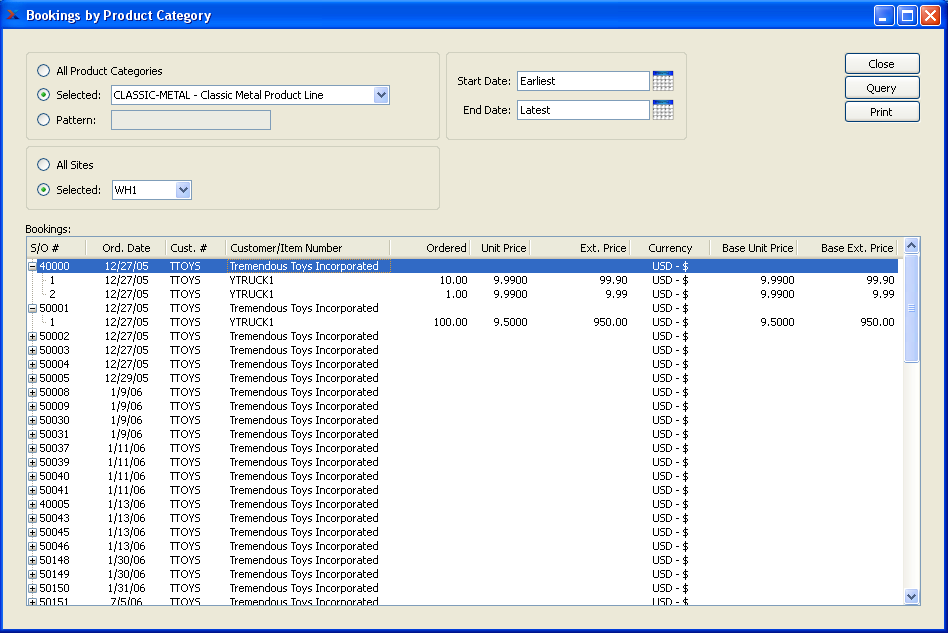 Bookings by Product Category
All Product Categories
Selected: CLASSIC-METAL - Classic Metal Product Line
Pattern:
Start Date: Earliest
End Date: Latest
Close
Query
Print
All Sites
Selected: WH1
Bookings:
S/O # Ord. Date Cust. # Customer/Item Number Ordered Unit Price Ext. Price Currency Base Unit Price Base Ext. Price
40000 12/27/05 TTOYS Tremendous Toys Incorporated USD - $
1 12/27/05 TTOYS YTRUCK1 10.00 9.9900 99.90 USD - $ 9.9900 99.90
2 12/27/05 TTOYS YTRUCK1 1.00 9.9900 9.99 USD - $ 9.9900 9.99
50001 12/27/05 TTOYS Tremendous Toys Incorporated USD - $
1 12/27/05 TTOYS YTRUCK1 100.00 9.5000 950.00 USD - $ 9.5000 950.00
50002 12/27/05 TTOYS Tremendous Toys Incorporated USD - $
50003 12/27/05 TTOYS Tremendous Toys Incorporated USD - $
50004 12/27/05 TTOYS Tremendous Toys Incorporated USD - $
50005 12/29/05 TTOYS Tremendous Toys Incorporated USD - $
50008 1/9/06 TTOYS Tremendous Toys Incorporated USD - $
50009 1/9/06 TTOYS Tremendous Toys Incorporated USD - $
50030 1/9/06 TTOYS Tremendous Toys Incorporated USD - $
50031 1/9/06 TTOYS Tremendous Toys Incorporated USD - $
50037 1/11/06 TTOYS Tremendous Toys Incorporated USD - $
50039 1/11/06 TTOYS Tremendous Toys Incorporated USD - $
50040 1/11/06 TTOYS Tremendous Toys Incorporated USD - $
50041 1/11/06 TTOYS Tremendous Toys Incorporated USD - $
40005 1/13/06 TTOYS Tremendous Toys Incorporated USD - $
50043 1/13/06 TTOYS Tremendous Toys Incorporated USD - $
50045 1/13/06 TTOYS Tremendous Toys Incorporated USD - $
50046 1/13/06 TTOYS Tremendous Toys Incorporated USD - $
50148 1/30/06 TTOYS Tremendous Toys Incorporated USD - $
50149 1/30/06 TTOYS Tremendous Toys Incorporated USD - $
50150 1/31/06 TTOYS Tremendous Toys Incorporated USD - $
50151 7/5/06 TTOYS Tremendous Toys Incorporated USD - $